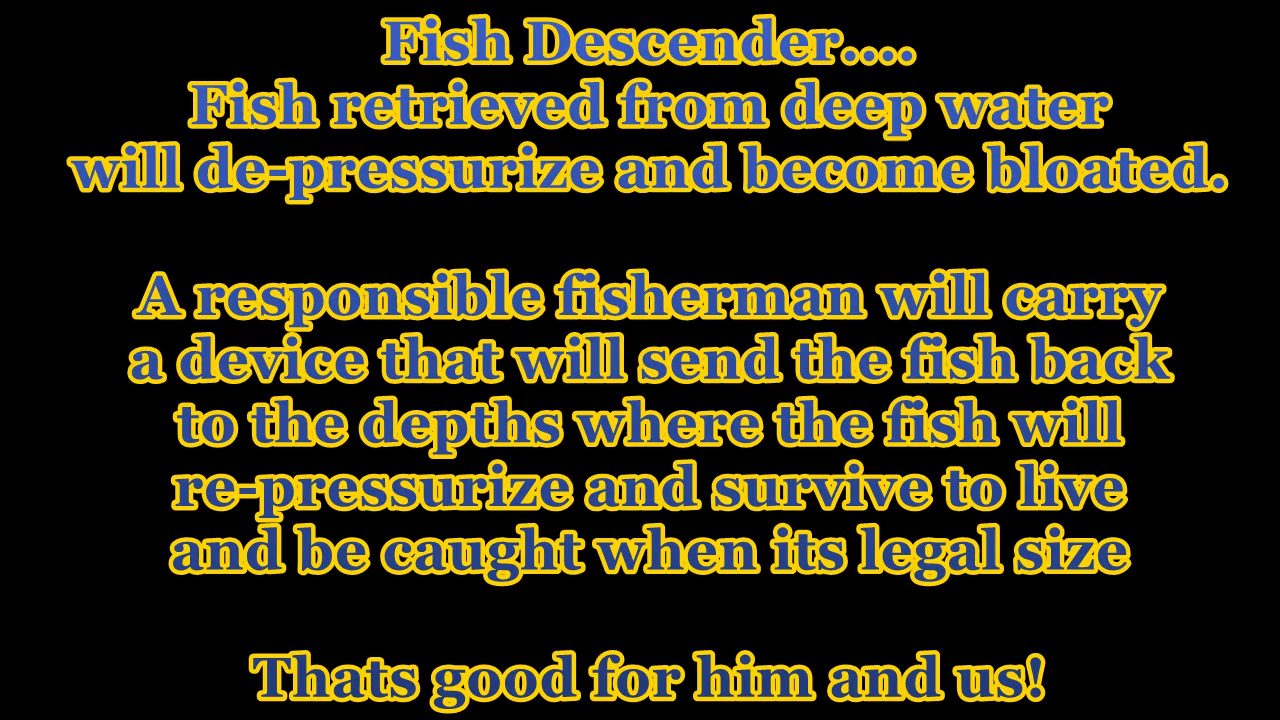 Fish Descender....
Fish retrieved from deep water
will de-pressurize and become bloated.
A responsible fisherman will carry
a device that will send the fish back
to the depths where the fish will
re-pressurize and survive to live
and be caught when its legal size
Thats good for him and us!